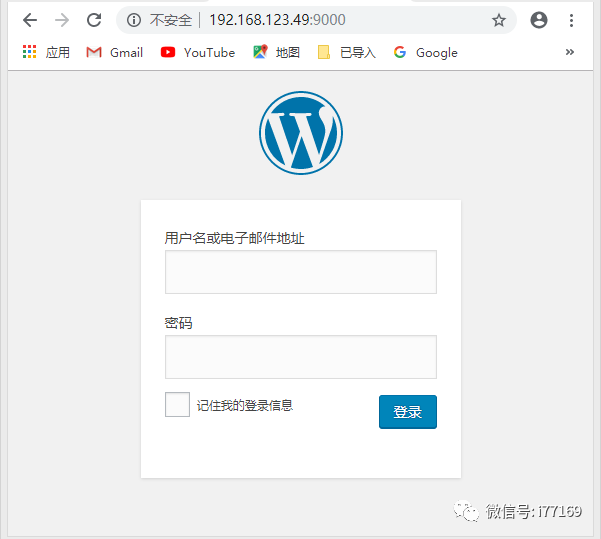 不安全 192.168.123.49:9000
应用 Gmail YouTube 地图 已导入 Google »
用户名或电子邮件地址
密码
记住我的登录信息 登录
微信号: i77169